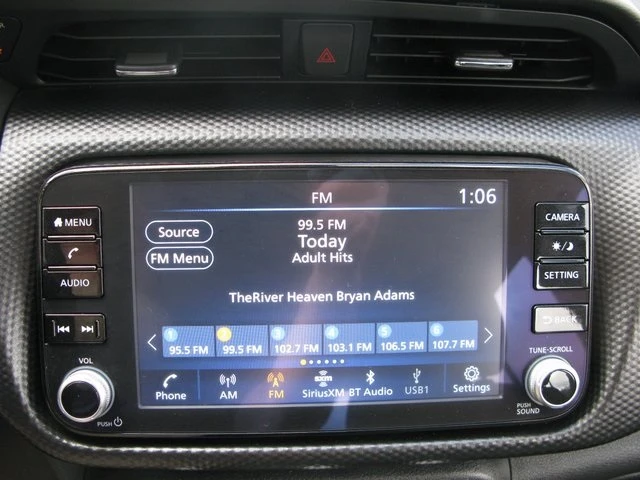 FM
1:06
MENU
AUDIO
VOL
PUSH
Source
FM Menu
99.5 FM
Today
Adult Hits
TheRiver Heaven Bryan Adams
1 2 3 4 5 6
95.5 FM 99.5 FM 102.7 FM 103.1 FM 106.5 FM 107.7 FM
Phone AM FM SiriusXM BT Audio USB1 Settings
CAMERA
SETTING
BACK
TUNE-SCROLL
PUSH
SOUND